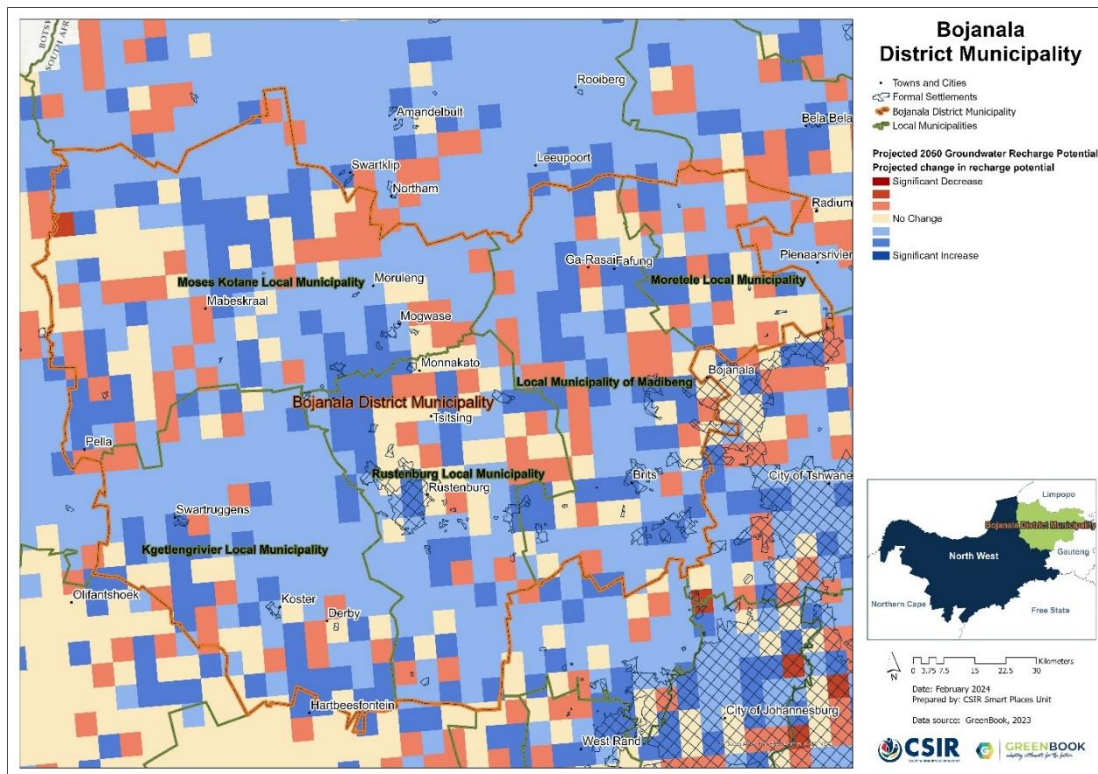 BOTSW
SOUTH AFR
Rooiberg
Amandelbult
Bela Bela
Leeupoort
Swartklip
Northam
Radium
Pienaarsrivier
Ga-Rasai
Fafung
Moses Kotane Local Municipality
Moruleng
Moretele Local Municipality
Mabeskraal
Mogwase
Monnakato
Bojanala
Local Municipality of Madibeng
Bojanala District Municipality
Tsitsing
Pella
Rustenburg Local Municipality
Brits
City of Tshwane
Rustenburg
Swartruggens
Kgetlengrivier Local Municipality
Olifantshoek
Koster
Derby
Hartbeesfontein
City of Johannesburg
West Rand
Bojanala
District Municipality
Towns and Cities
Formal Settlements
Bojanala District Municipality
Local Municipalities
Projected 2060 Groundwater Recharge Potential
Projected change in recharge potential
Significant Decrease
No Change
Significant Increase
Limpopo
Bojanala District Municipality
North West
Gauteng
Northern Cape
Free State
N
Kilometers
0 3.75 7.5 15 22.5 30
Date: February 2024
Prepared by: CSIR Smart Places Unit
Data source: GreenBook, 2023
CSIR
GREENBOOK